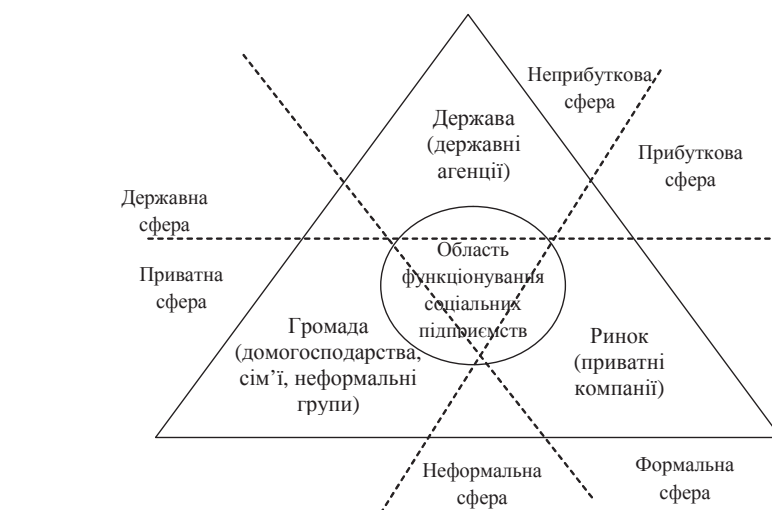 Неприбуткова
сфера
Держава
(державні
агенції)
Прибуткова
сфера
Державна
сфера
Область
функціонування
соціальних
підприємств
Приватна
сфера
Громада
(домогосподарства,
сім’ї, неформальні
групи)
Ринок
(приватні
компанії)
Неформальна
сфера
Формальна
сфера